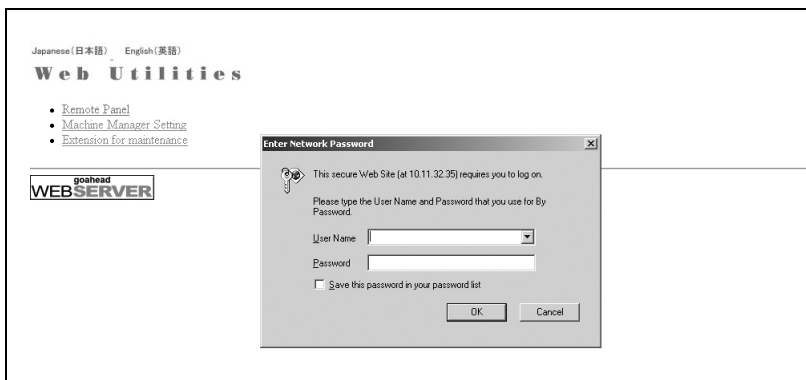 Japanese(日本語) English(英語)
Web Utilities
Remote Panel
Machine Manager Setting
Extension for maintenance
goahead
WEBSERVER
Enter Network Password
This secure Web Site (at 10.11.32.35) requires you to log on.
Please type the User Name and Password that you use for By
Password.
User Name
Password
Save this password in your password list
OK Cancel